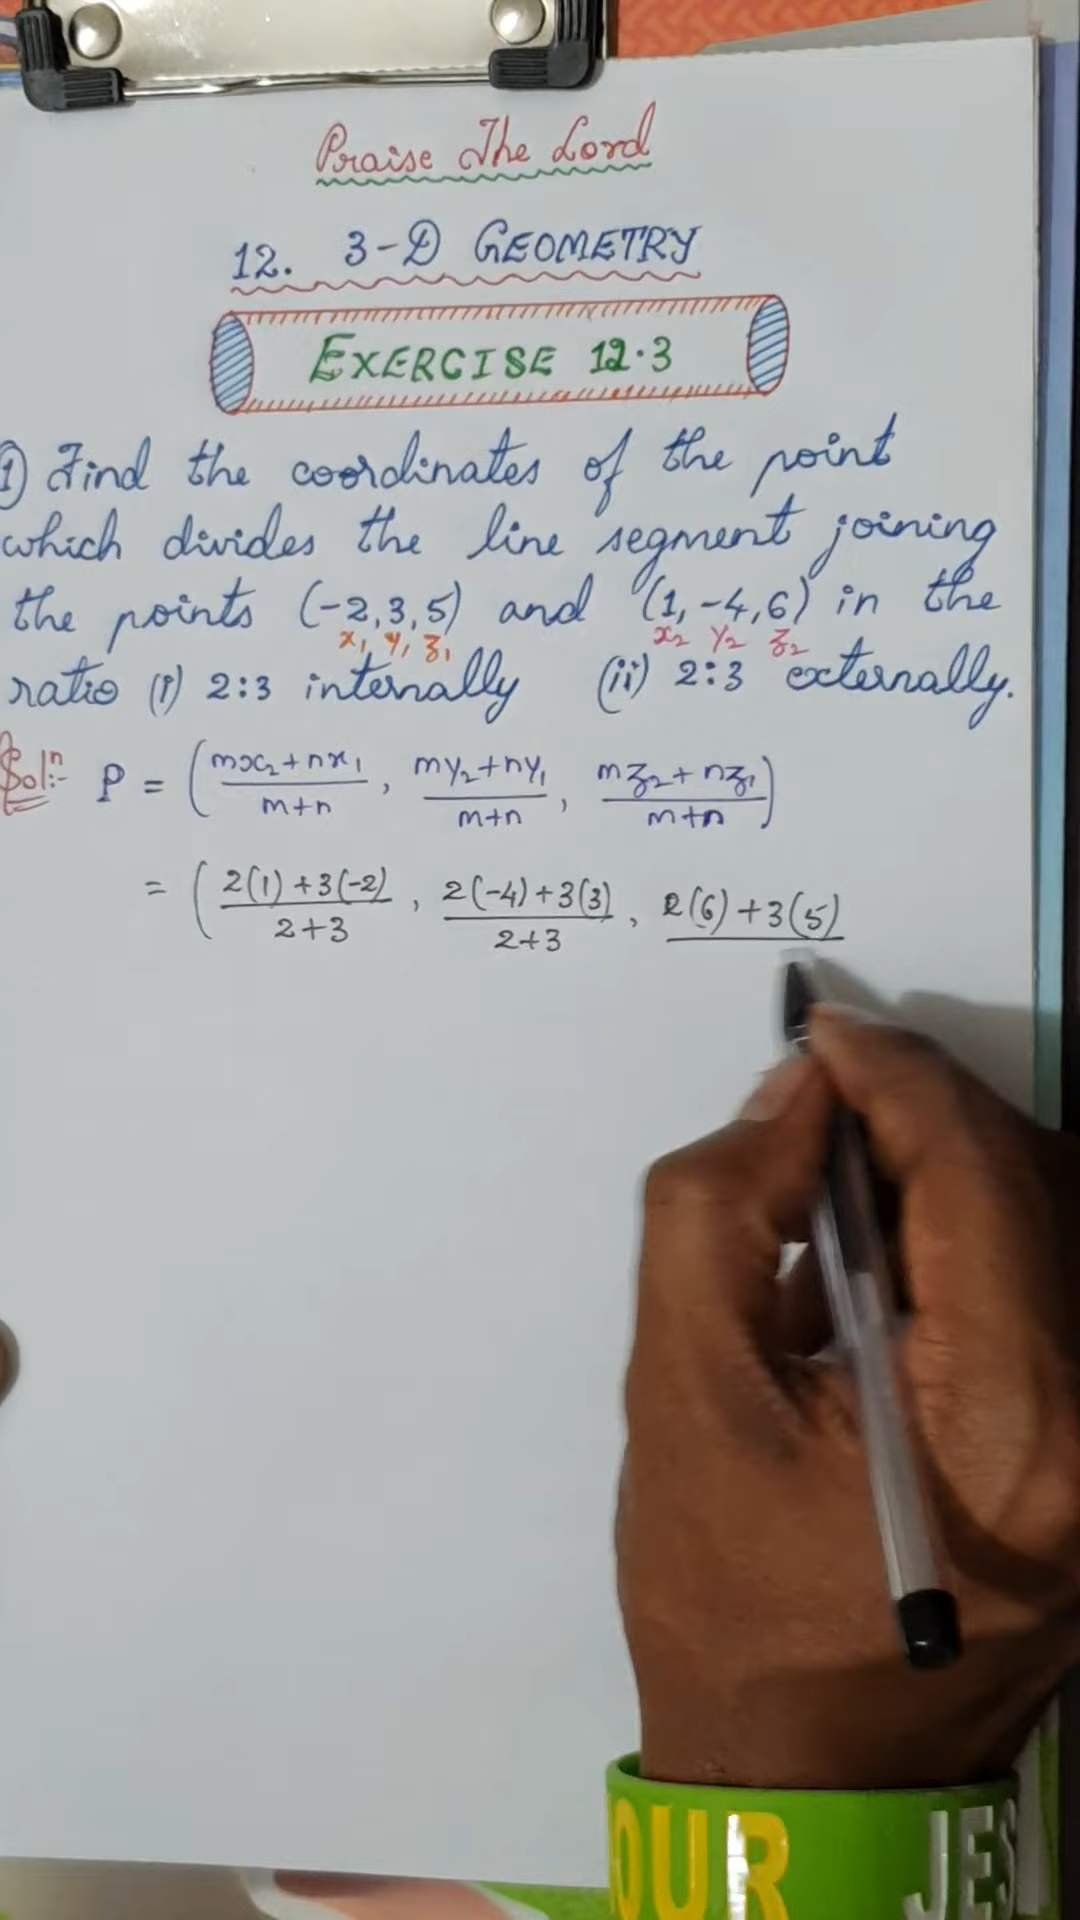 Praise The Lord
12. 3-D GEOMETRY
EXERCISE 12.3
1) Find the coordinates of the point
which divides the line segment joining
the points (-2,3,5) and (1,-4,6) in the
x₁ y₁ z₁ x₂ y₂ z₂
ratio (i) 2:3 internally (ii) 2:3 externally.
Solⁿ:- P = ( (mx₂+nx₁)/(m+n) , (my₂+ny₁)/(m+n) , (mz₂+nz₁)/(m+n) )
= ( (2(1)+3(-2))/(2+3) , (2(-4)+3(3))/(2+3) , 2(6)+3(5)
OUR JES